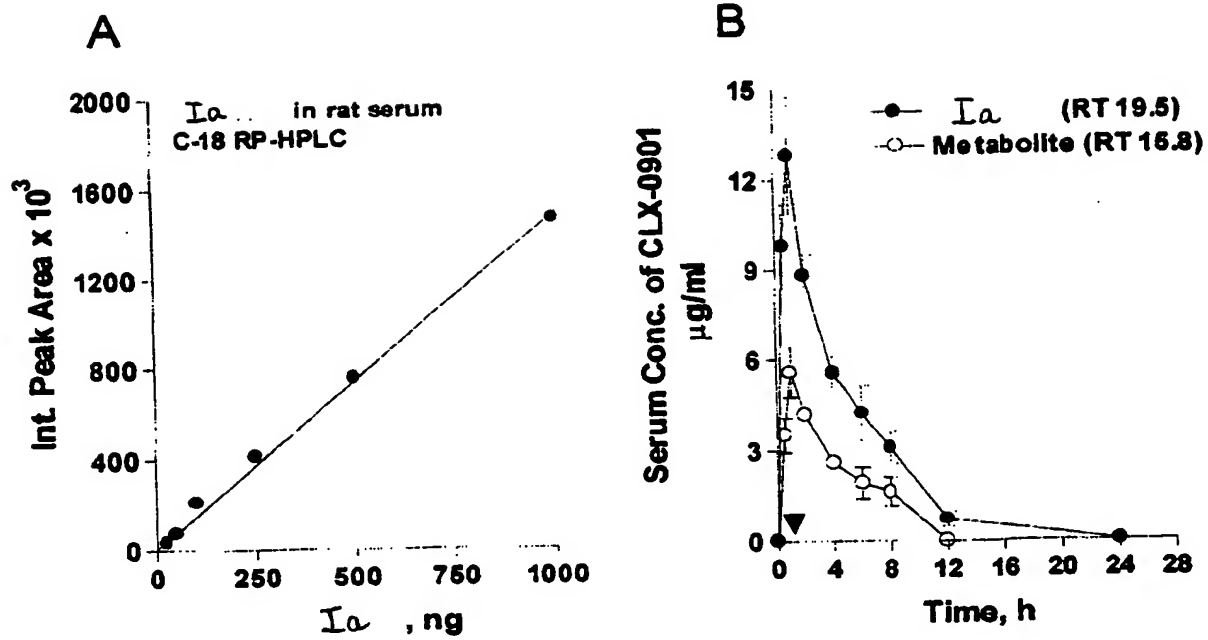 A
2000
1600
1200
800
400
0
Int. Peak Area x 10³
Ia .. in rat serum
C-18 RP-HPLC
0 250 500 750 1000
Ia , ng
B
15
12
9
6
3
0
Serum Conc. of CLX-0901
µg/ml
Ia (RT 19.5)
Metabolite (RT 15.8)
0 4 8 12 16 20 24 28
Time, h